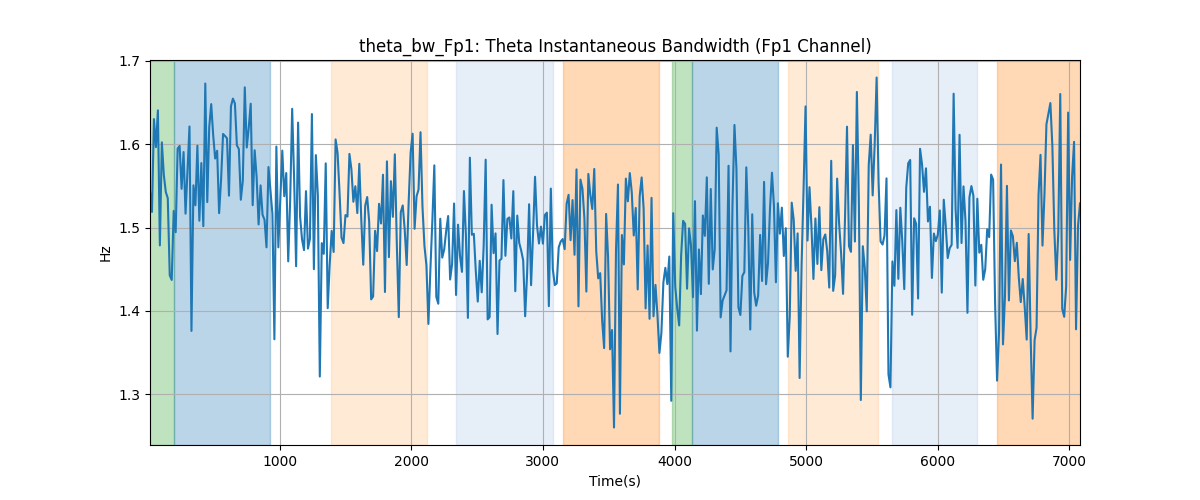 theta_bw_Fp1: Theta Instantaneous Bandwidth (Fp1 Channel)
1.7
1.6
1.5
1.4
1.3
Hz
1000 2000 3000 4000 5000 6000 7000
Time(s)